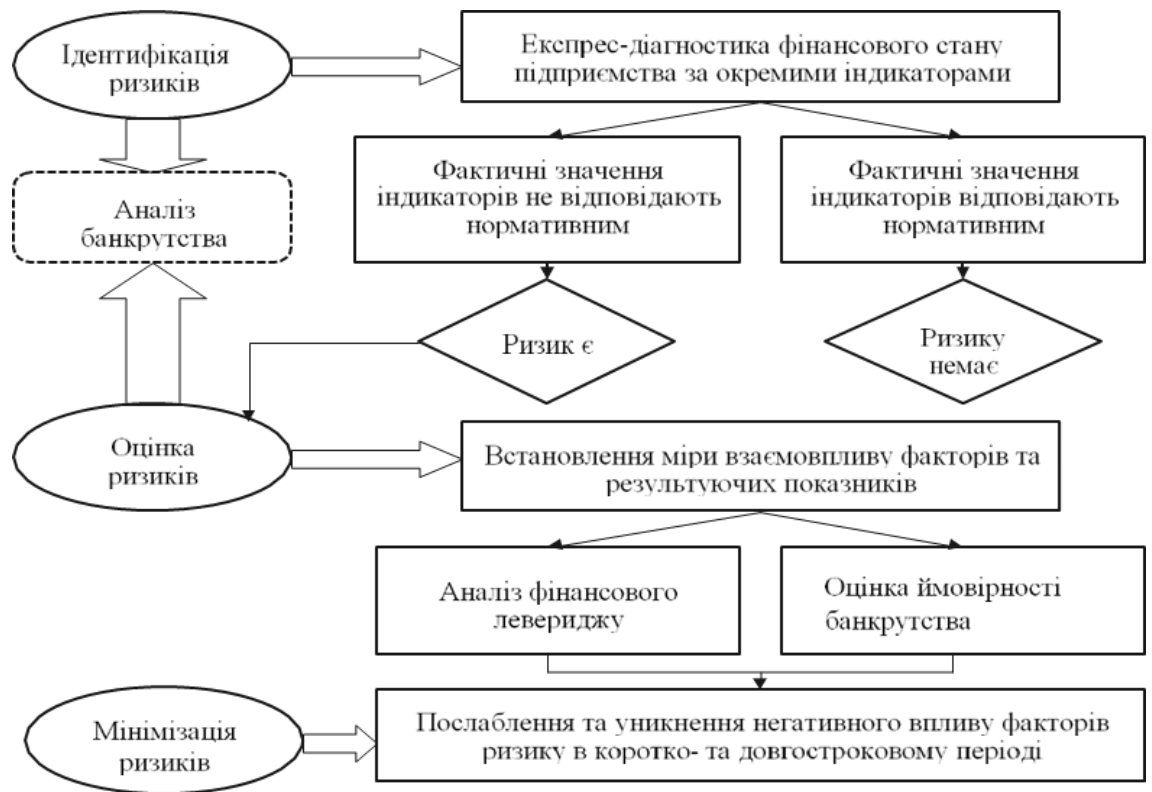 Ідентифікація
ризиків
Експрес-діагностика фінансового стану
підприємства за окремими індикаторами
Аналіз
банкрутства
Фактичні значення
індикаторів не відповідають
нормативним
Фактичні значення
індикаторів відповідають
нормативним
Ризик є
Ризику
немає
Оцінка
ризиків
Встановлення міри взаємовпливу факторів та
результуючих показників
Аналіз фінансового
левериджу
Оцінка ймовірності
банкрутства
Мінімізація
ризиків
Послаблення та уникнення негативного впливу факторів
ризику в коротко- та довгостроковому періоді